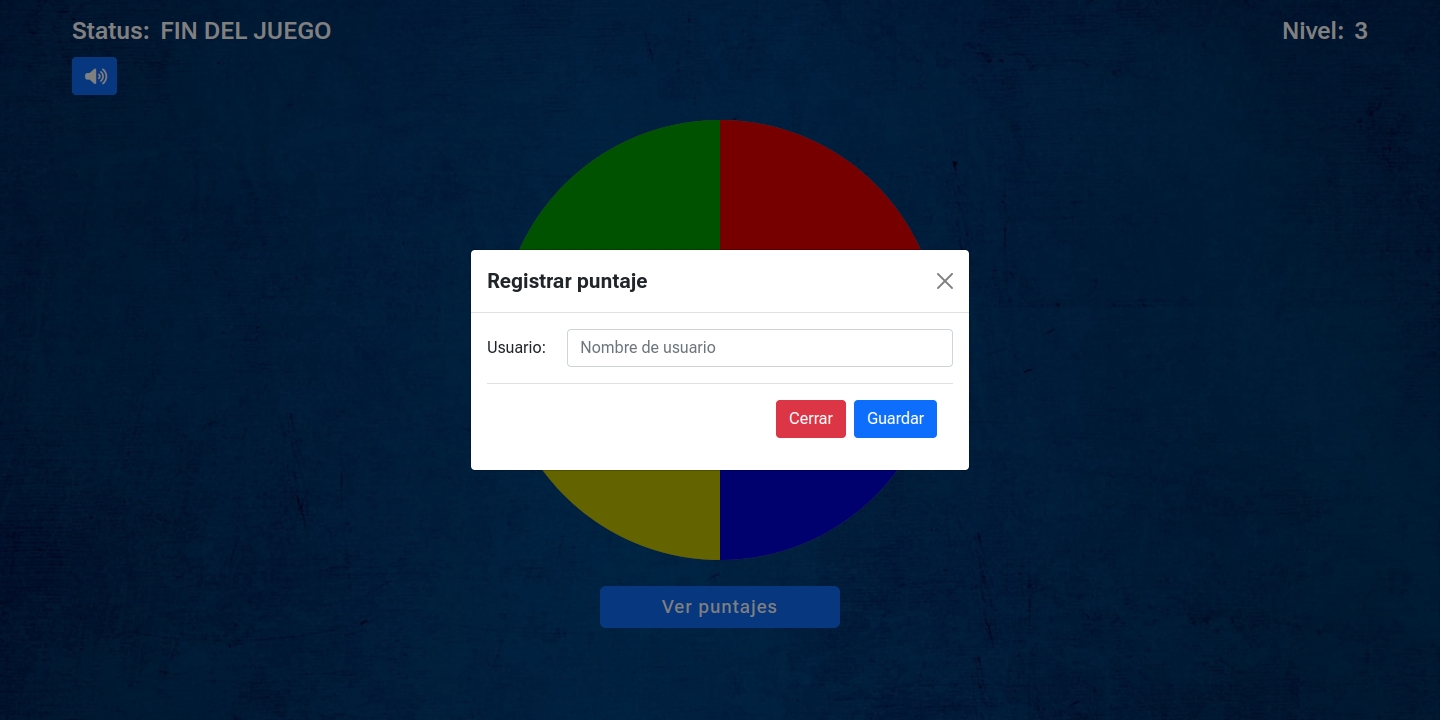 Status: FIN DEL JUEGO
Nivel: 3
Registrar puntaje
Usuario: Nombre de usuario
Cerrar Guardar
Ver puntajes